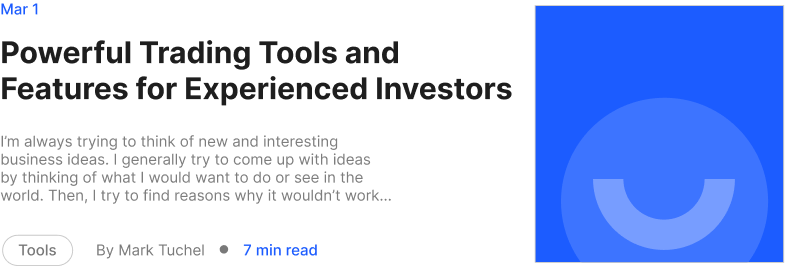 Mar 1
Powerful Trading Tools and
Features for Experienced Investors
I’m always trying to think of new and interesting
business ideas. I generally try to come up with ideas
by thinking of what I would want to do or see in the
world. Then, I try to find reasons why it wouldn’t work...
Tools By Mark Tuchel ● 7 min read